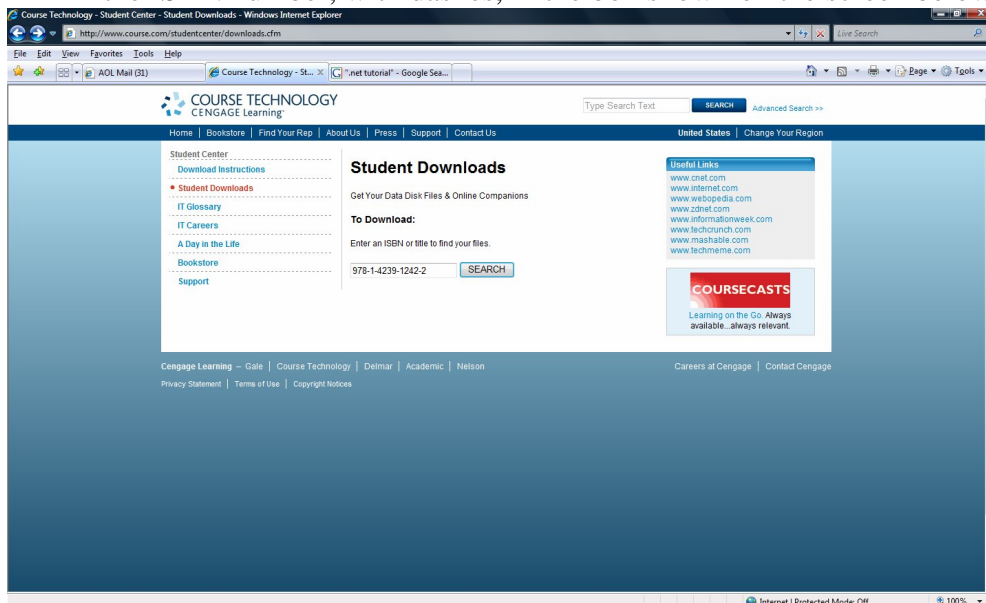 Course Technology - Student Center - Student Downloads - Windows Internet Explorer
http://www.course.com/studentcenter/downloads.cfm
Live Search
File Edit View Favorites Tools Help
AOL Mail (31)
Course Technology - St...
".net tutorial" - Google Sea...
Page
Tools
COURSE TECHNOLOGY
CENGAGE Learning
Type Search Text
SEARCH
Advanced Search >>
Home | Bookstore | Find Your Rep | About Us | Press | Support | Contact Us
United States | Change Your Region
Student Center
Download Instructions
Student Downloads
IT Glossary
IT Careers
A Day in the Life
Bookstore
Support
Student Downloads
Get Your Data Disk Files & Online Companions
To Download:
Enter an ISBN or title to find your files.
978-1-4239-1242-2
SEARCH
Useful Links
www.cnet.com
www.internet.com
www.webopedia.com
www.zdnet.com
www.informationweek.com
www.techcrunch.com
www.mashable.com
www.techmeme.com
COURSECASTS
Learning on the Go. Always
available...always relevant.
Cengage Learning – Gale | Course Technology | Delmar | Academic | Nelson
Careers at Cengage | Contact Cengage
Privacy Statement | Terms of Use | Copyright Notices
Internet | Protected Mode: Off
100%